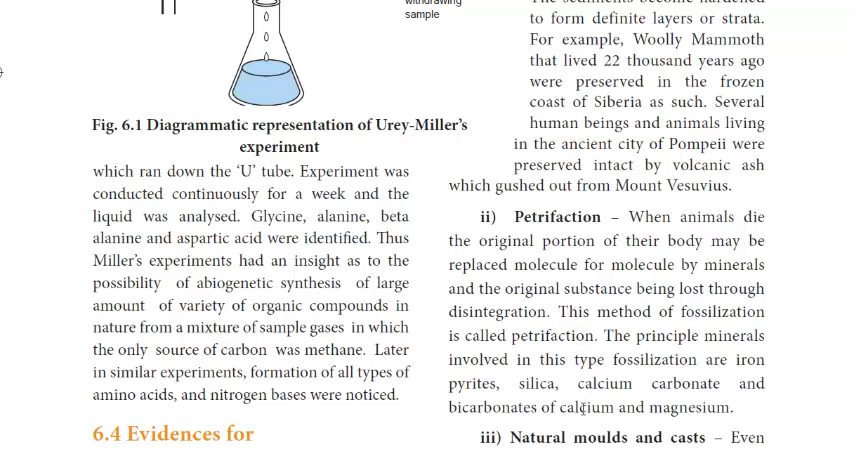 withdrawing
sample
Fig. 6.1 Diagrammatic representation of Urey-Miller’s
experiment
which ran down the ‘U’ tube. Experiment was
conducted continuously for a week and the
liquid was analysed. Glycine, alanine, beta
alanine and aspartic acid were identified. Thus
Miller’s experiments had an insight as to the
possibility of abiogenetic synthesis of large
amount of variety of organic compounds in
nature from a mixture of sample gases in which
the only source of carbon was methane. Later
in similar experiments, formation of all types of
amino acids, and nitrogen bases were noticed.
6.4 Evidences for
The sediments become hardened
to form definite layers or strata.
For example, Woolly Mammoth
that lived 22 thousand years ago
were preserved in the frozen
coast of Siberia as such. Several
human beings and animals living
in the ancient city of Pompeii were
preserved intact by volcanic ash
which gushed out from Mount Vesuvius.
ii) Petrifaction – When animals die
the original portion of their body may be
replaced molecule for molecule by minerals
and the original substance being lost through
disintegration. This method of fossilization
is called petrifaction. The principle minerals
involved in this type fossilization are iron
pyrites, silica, calcium carbonate and
bicarbonates of calcium and magnesium.
iii) Natural moulds and casts – Even